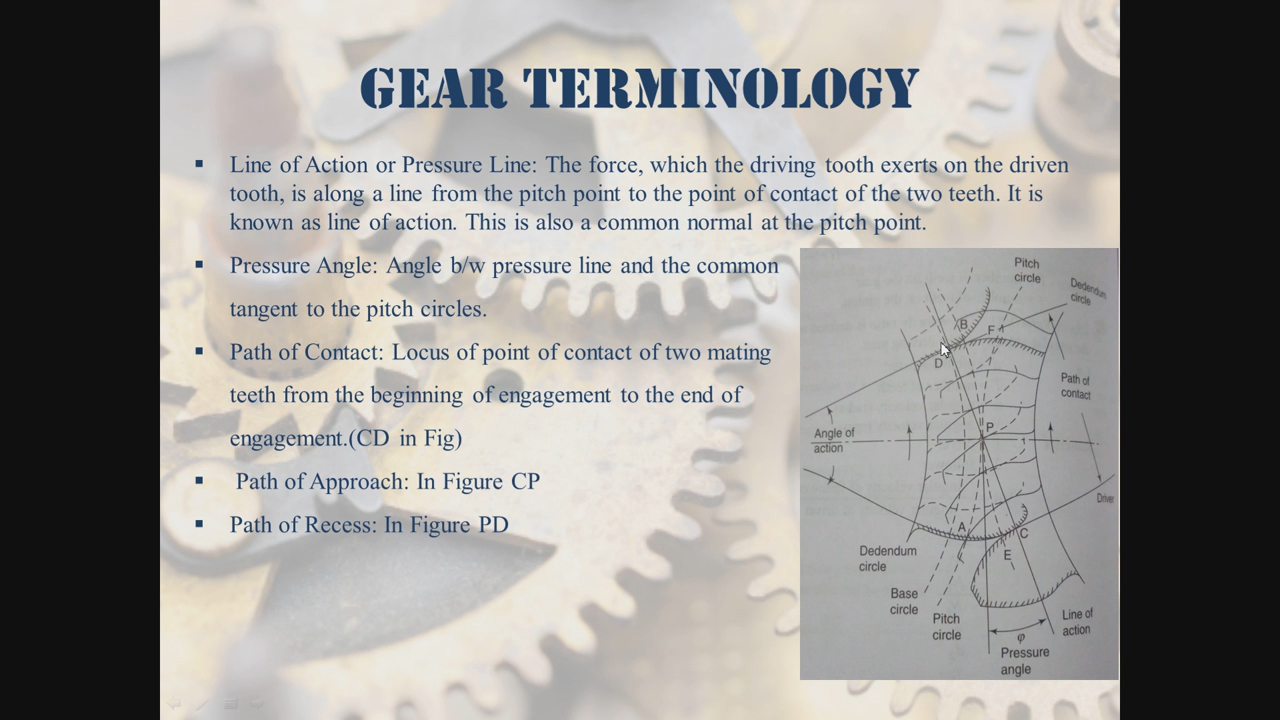 GEAR TERMINOLOGY
▪ Line of Action or Pressure Line: The force, which the driving tooth exerts on the driven
tooth, is along a line from the pitch point to the point of contact of the two teeth. It is
known as line of action. This is also a common normal at the pitch point.
▪ Pressure Angle: Angle b/w pressure line and the common
tangent to the pitch circles.
▪ Path of Contact: Locus of point of contact of two mating
teeth from the beginning of engagement to the end of
engagement.(CD in Fig)
▪ Path of Approach: In Figure CP
▪ Path of Recess: In Figure PD
Pitch
circle
Dedendum
circle
B
F
D
Path of
contact
P
Angle of
action
Driver
A
C
E
Dedendum
circle
Base
circle
Pitch
circle
Line of
action
φ
Pressure
angle